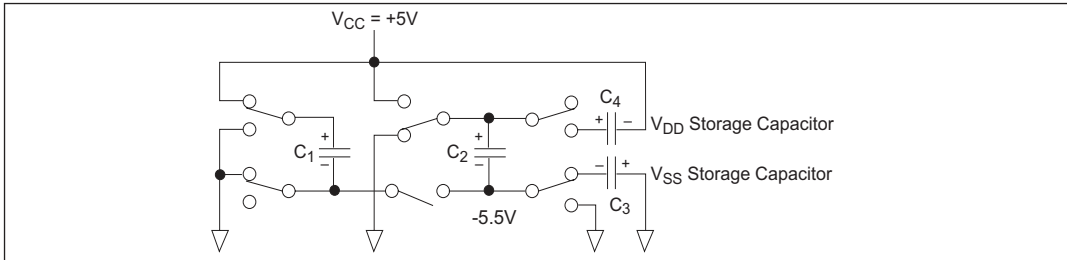 V_CC = +5V
C_4
+ –
V_DD Storage Capacitor
+
C_1
–
+
C_2
–
– +
V_SS Storage Capacitor
C_3
-5.5V